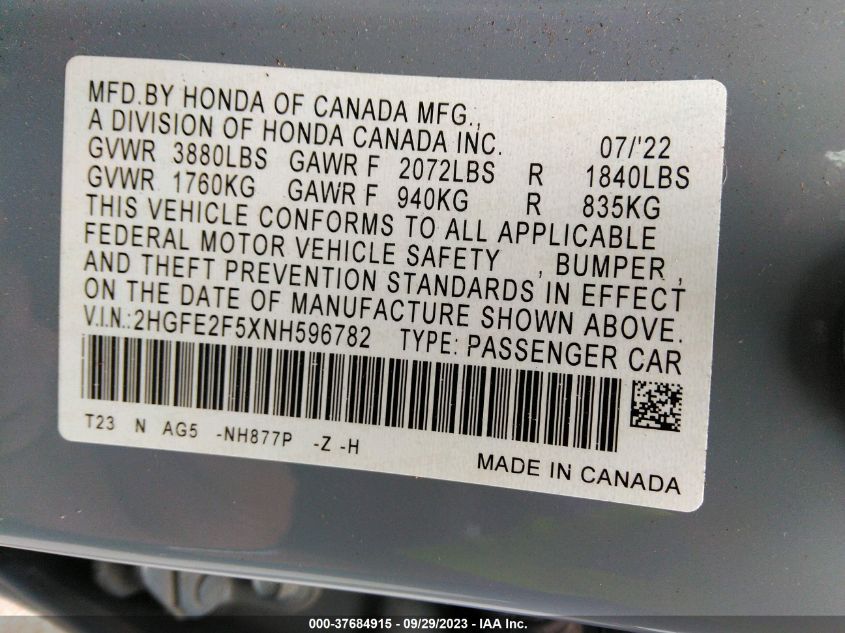 MFD.BY HONDA OF CANADA MFG.,
A DIVISION OF HONDA CANADA INC. 07/'22
GVWR 3880LBS GAWR F 2072LBS R 1840LBS
GVWR 1760KG GAWR F 940KG R 835KG
THIS VEHICLE CONFORMS TO ALL APPLICABLE
FEDERAL MOTOR VEHICLE SAFETY , BUMPER ,
AND THEFT PREVENTION STANDARDS IN EFFECT
ON THE DATE OF MANUFACTURE SHOWN ABOVE.
V.I.N.:2HGFE2F5XNH596782 TYPE: PASSENGER CAR
T23 N AG5 -NH877P -Z -H
MADE IN CANADA
000-37684915 - 09/29/2023 - IAA Inc.